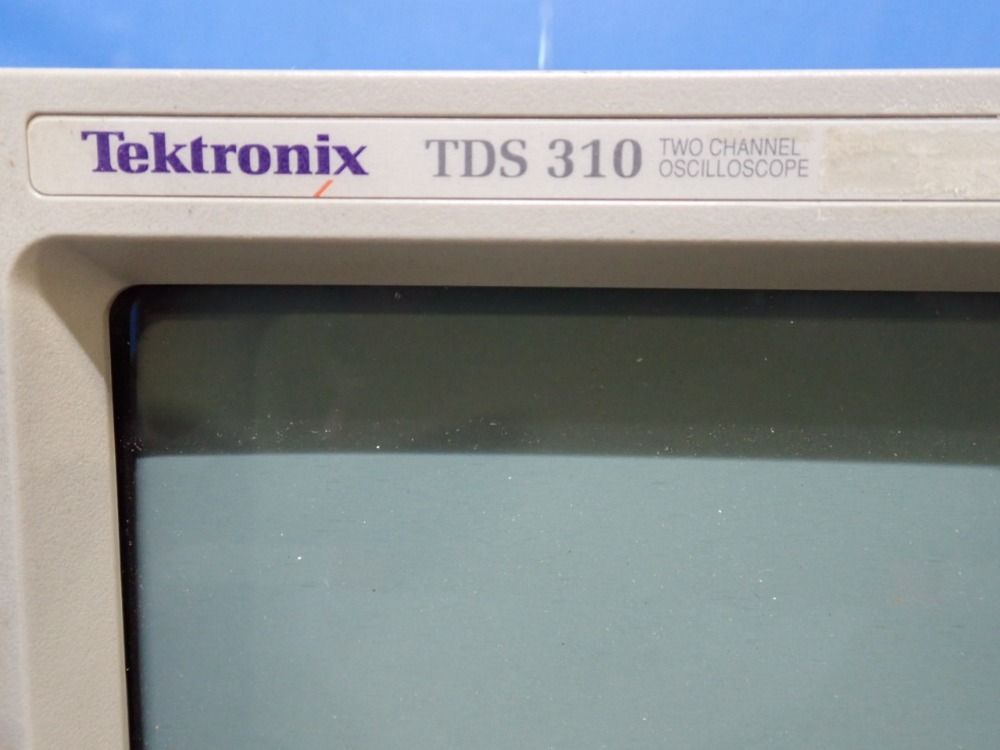 Tektronix TDS 310 TWO CHANNEL
OSCILLOSCOPE